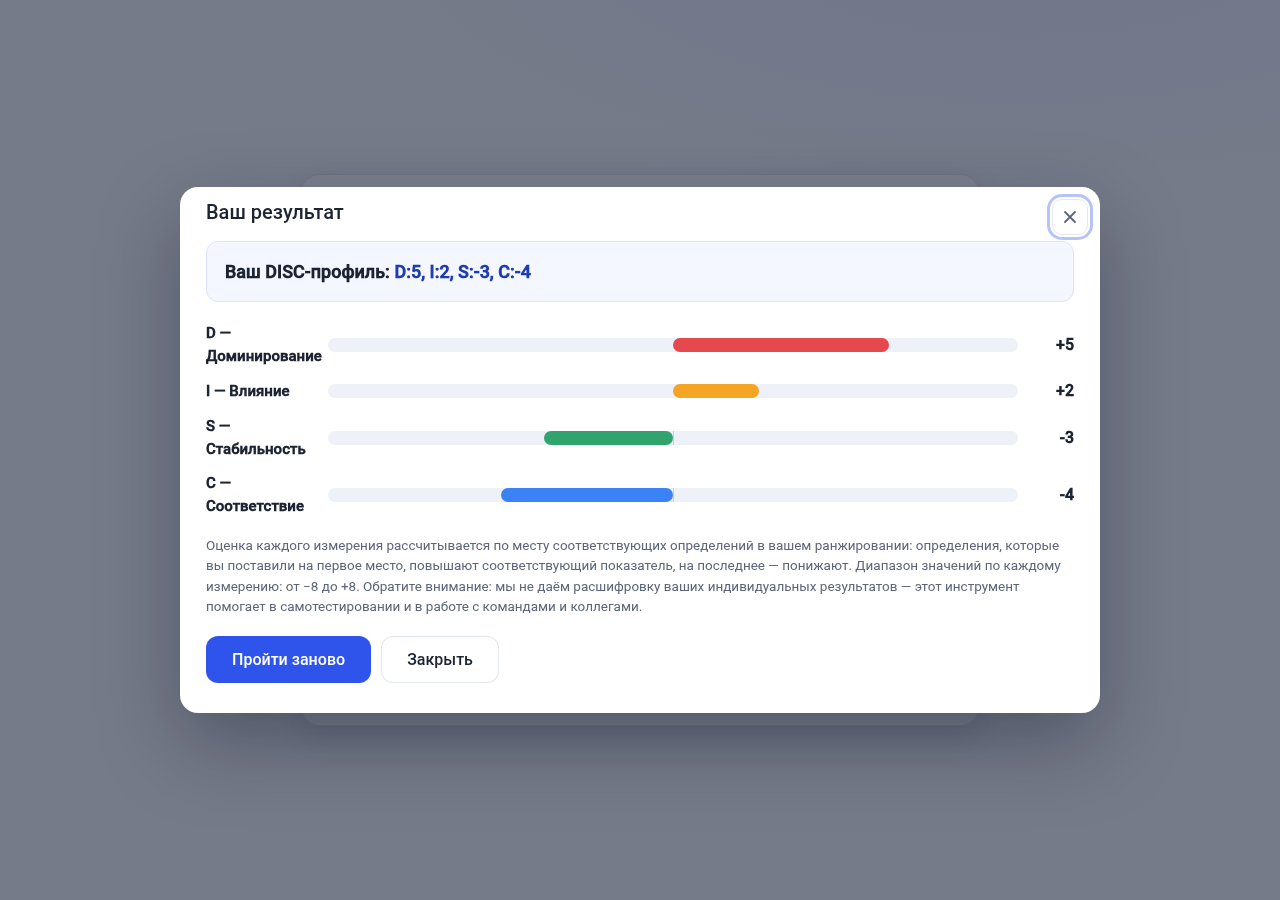 Ваш результат
Ваш DISC-профиль: D:5, I:2, S:-3, C:-4
D —
Доминирование
+5
I — Влияние
+2
S —
Стабильность
-3
C —
Соответствие
-4
Оценка каждого измерения рассчитывается по месту соответствующих определений в вашем ранжировании: определения, которые
вы поставили на первое место, повышают соответствующий показатель, на последнее — понижают. Диапазон значений по каждому
измерению: от −8 до +8. Обратите внимание: мы не даём расшифровку ваших индивидуальных результатов — этот инструмент
помогает в самотестировании и в работе с командами и коллегами.
Пройти заново
Закрыть